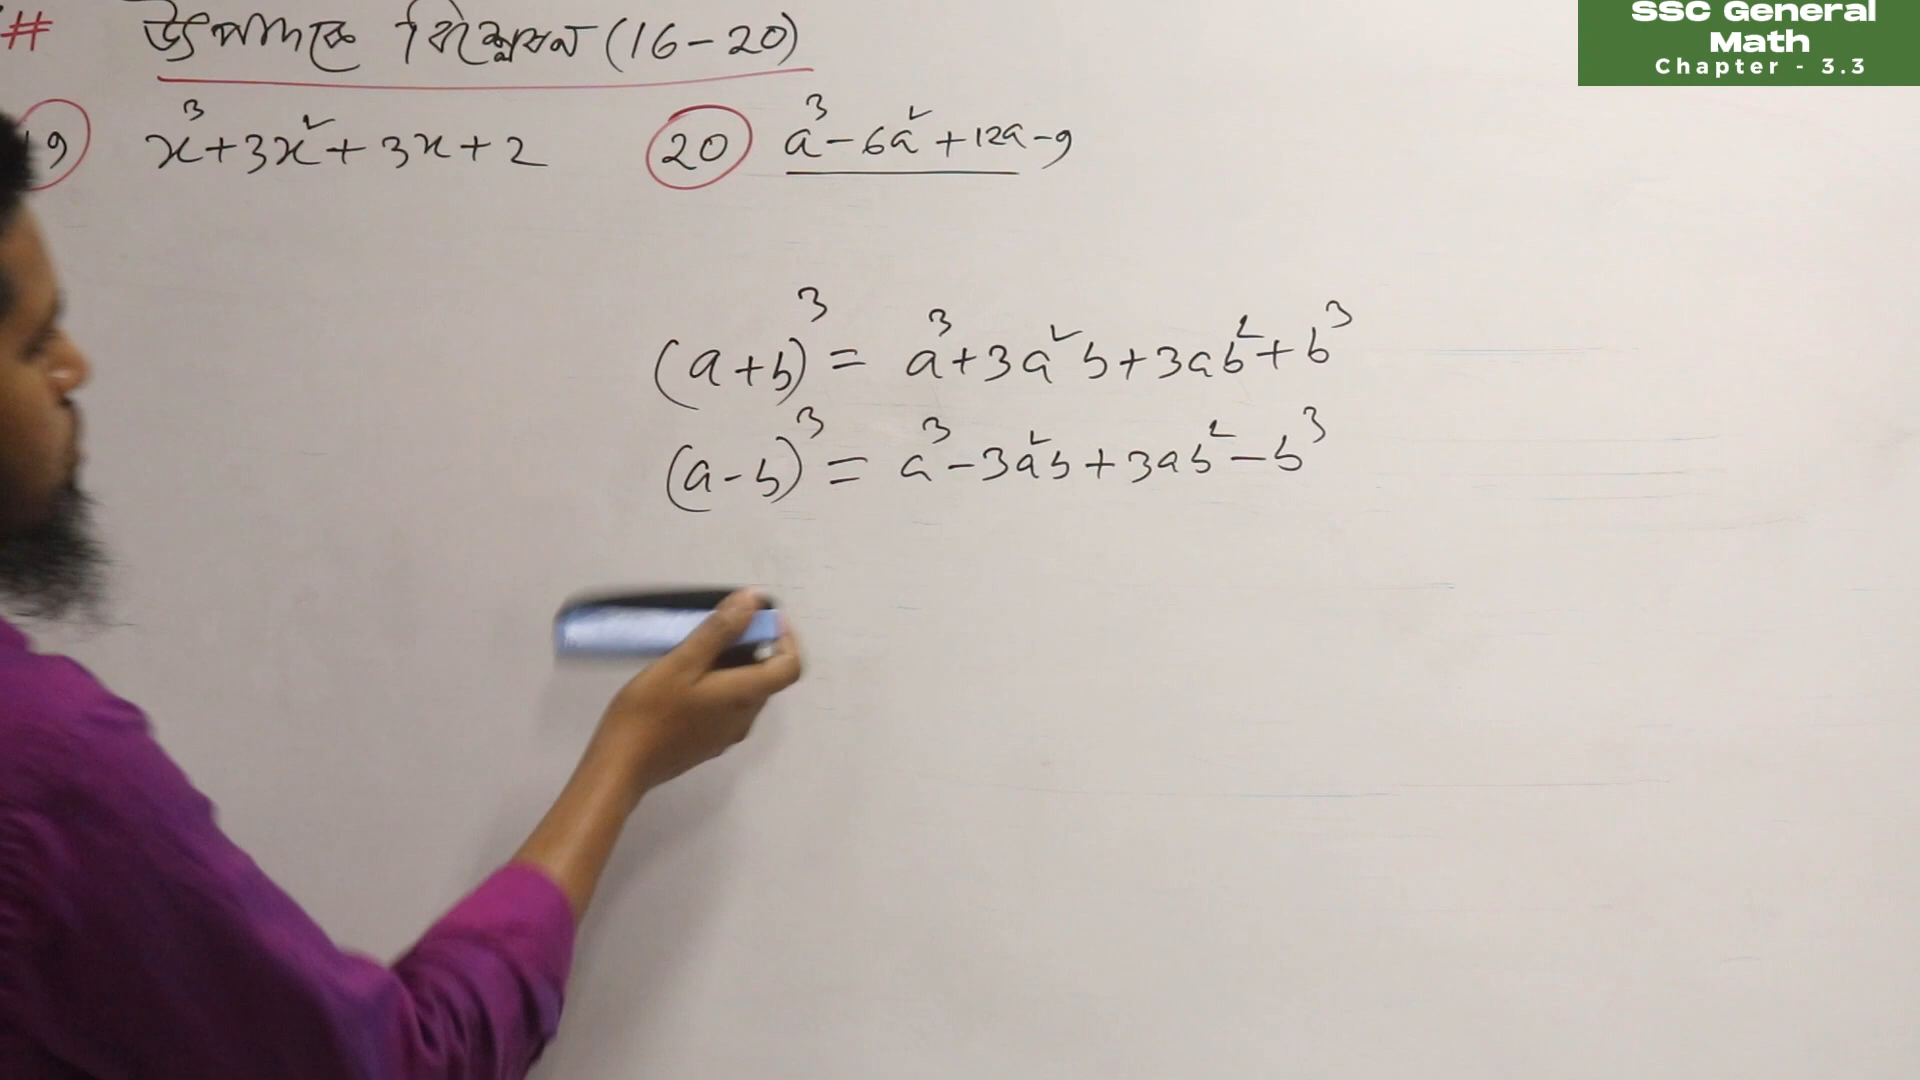 SSC General
Math
Chapter - 3.3
# উৎপাদকে বিশ্লেষন (16-20)
19 x³+3x²+3x+2
20 a³-6a²+12a-9
(a+b)³ = a³+3a²b+3ab²+b³
(a-b)³ = a³-3a²b+3ab²-b³